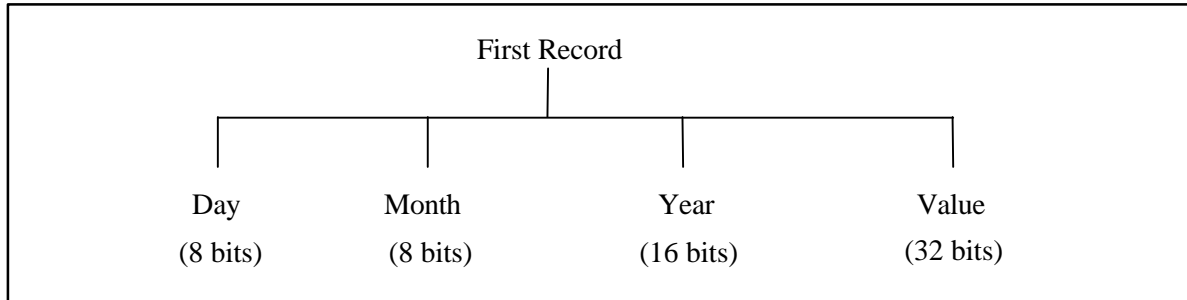 First Record
Day Month Year Value
(8 bits) (8 bits) (16 bits) (32 bits)